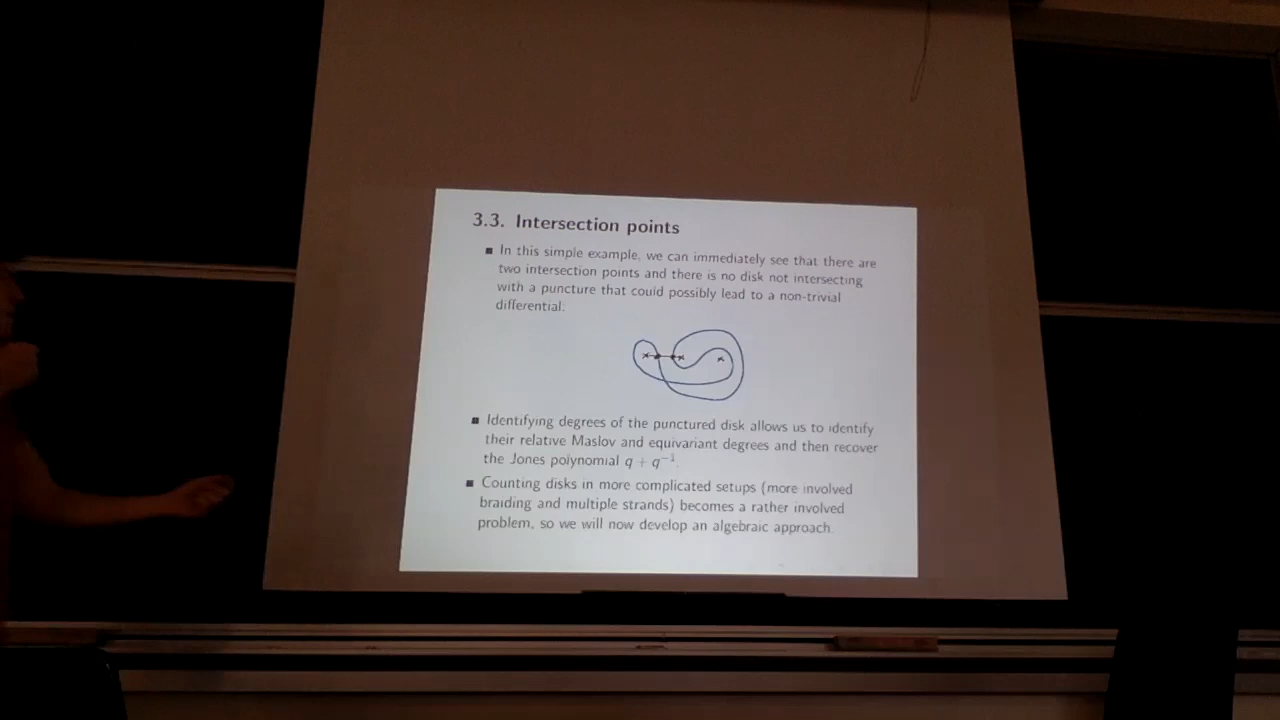 3.3. Intersection points
■ In this simple example, we can immediately see that there are
two intersection points and there is no disk not intersecting
with a puncture that could possibly lead to a non-trivial
differential.
■ Identifying degrees of the punctured disk allows us to identify
their relative Maslov and equivariant degrees and then recover
the Jones polynomial q + q⁻¹.
■ Counting disks in more complicated setups (more involved
braiding and multiple strands) becomes a rather involved
problem, so we will now develop an algebraic approach.